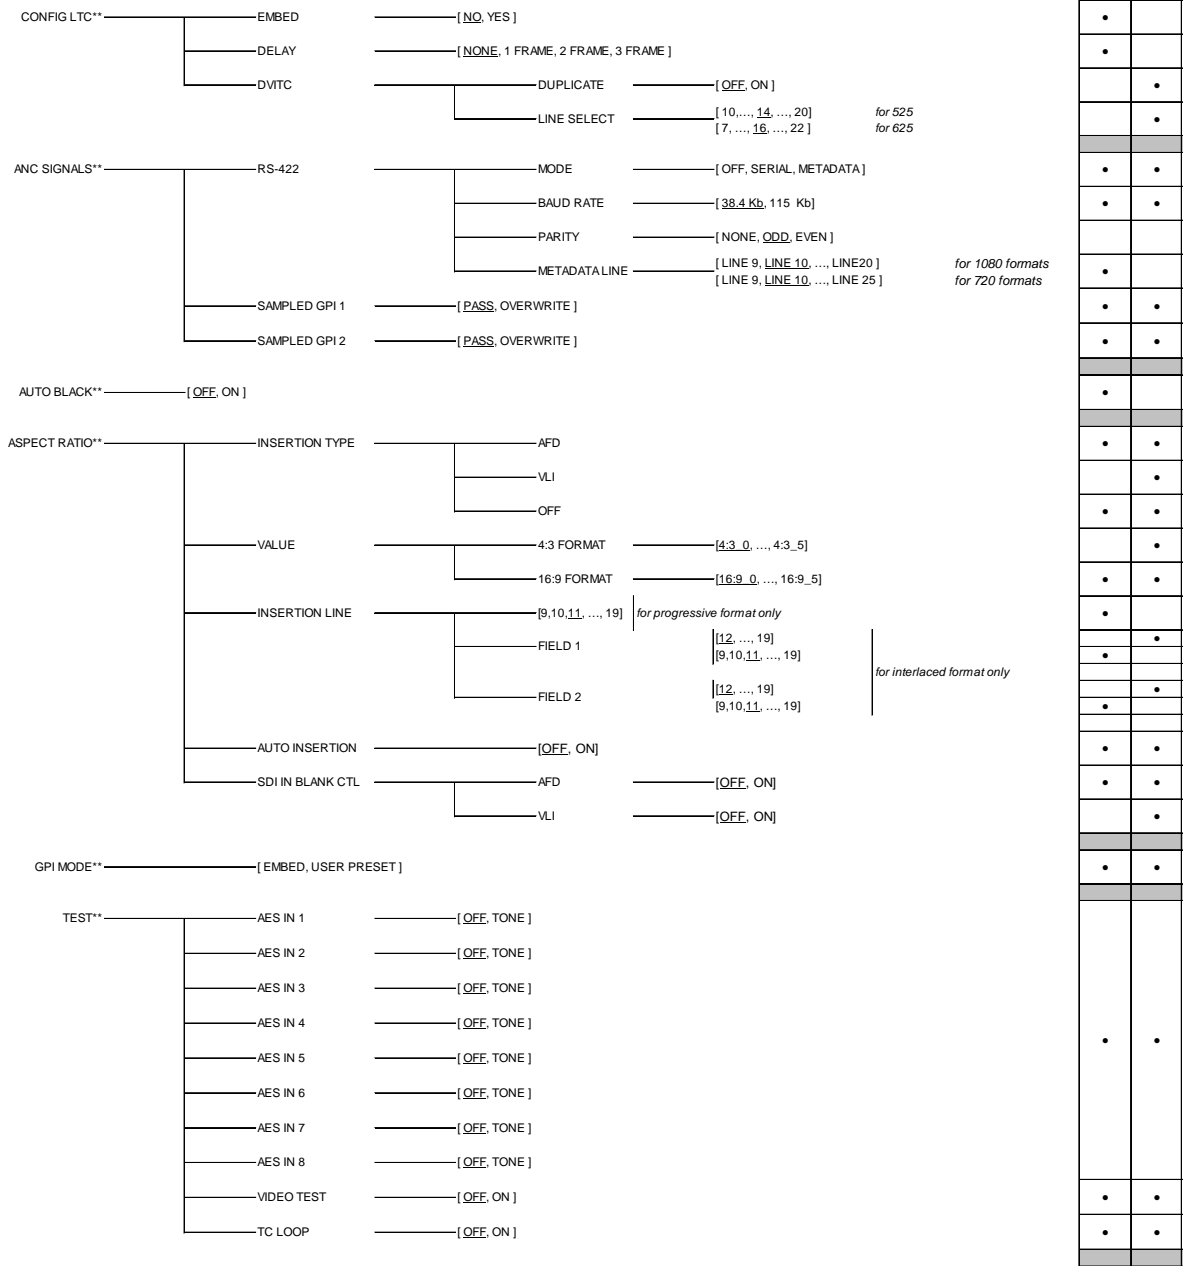 CONFIG LTC** EMBED [ NO, YES ] •
DELAY [ NONE, 1 FRAME, 2 FRAME, 3 FRAME ] •
DVITC DUPLICATE [ OFF, ON ] •
LINE SELECT [ 10,…, 14, …, 20] for 525 •
[ 7, …, 16, …, 22 ] for 625
ANC SIGNALS** RS-422 MODE [ OFF, SERIAL, METADATA ] • •
BAUD RATE [ 38.4 Kb, 115 Kb] • •
PARITY [ NONE, ODD, EVEN ]
METADATA LINE [ LINE 9, LINE 10, …, LINE20 ] for 1080 formats •
[ LINE 9, LINE 10, …, LINE 25 ] for 720 formats
SAMPLED GPI 1 [ PASS, OVERWRITE ] • •
SAMPLED GPI 2 [ PASS, OVERWRITE ] • •
AUTO BLACK** [ OFF, ON ] •
ASPECT RATIO** INSERTION TYPE AFD • •
VLI •
OFF • •
VALUE 4:3 FORMAT [4:3_0, …, 4:3_5] •
16:9 FORMAT [16:9_0, …, 16:9_5] • •
INSERTION LINE [9,10,11, …, 19] for progressive format only •
FIELD 1 [12, …, 19] •
[9,10,11, …, 19] •
for interlaced format only
FIELD 2 [12, …, 19] •
[9,10,11, …, 19] •
AUTO INSERTION [OFF, ON] • •
SDI IN BLANK CTL AFD [OFF, ON] • •
VLI [OFF, ON] •
GPI MODE** [ EMBED, USER PRESET ] • •
TEST** AES IN 1 [ OFF, TONE ]
AES IN 2 [ OFF, TONE ]
AES IN 3 [ OFF, TONE ]
AES IN 4 [ OFF, TONE ] • •
AES IN 5 [ OFF, TONE ]
AES IN 6 [ OFF, TONE ]
AES IN 7 [ OFF, TONE ]
AES IN 8 [ OFF, TONE ]
VIDEO TEST [ OFF, ON ] • •
TC LOOP [ OFF, ON ] • •